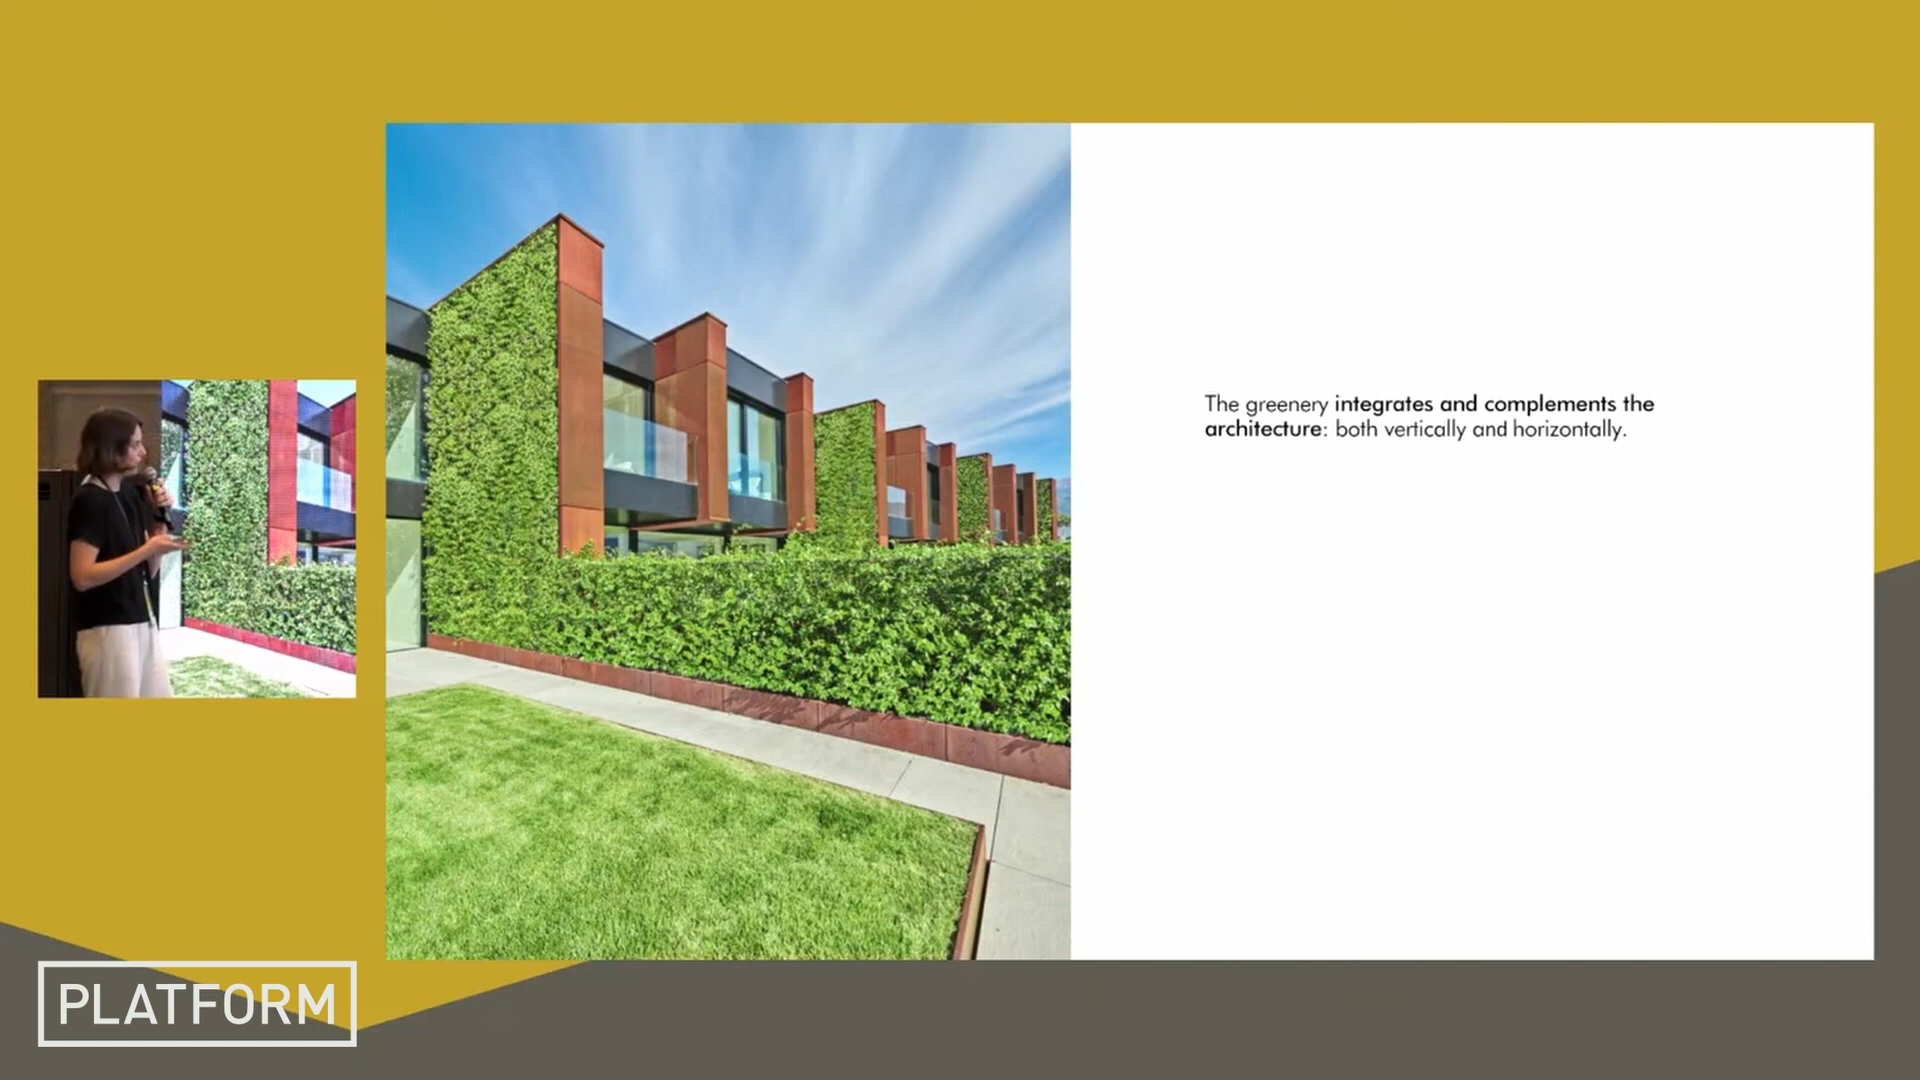 The greenery integrates and complements the
architecture: both vertically and horizontally.
PLATFORM